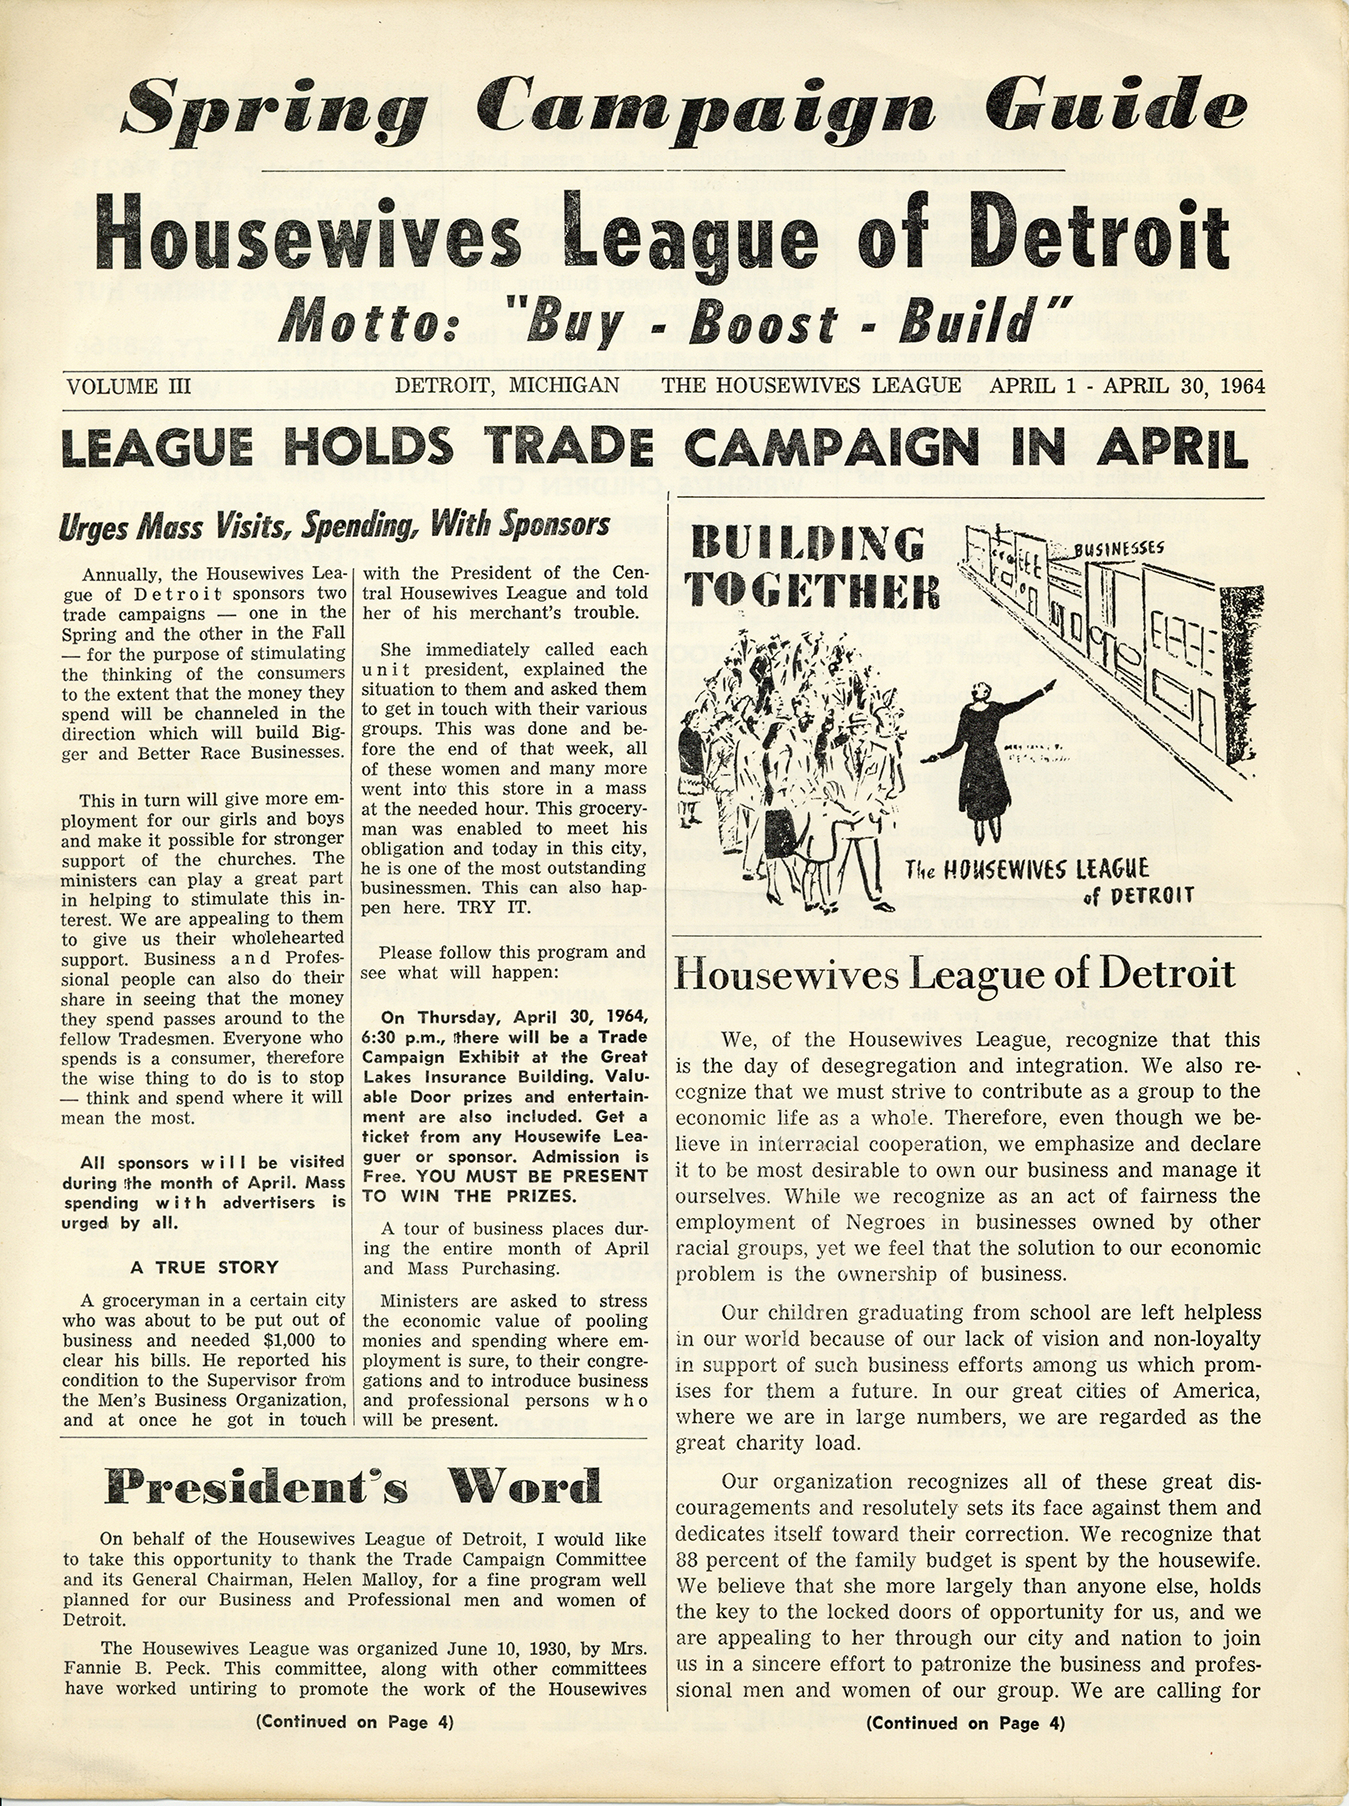 Spring Campaign Guide
Housewives League of Detroit
Motto: "Buy - Boost - Build"
VOLUME III DETROIT, MICHIGAN THE HOUSEWIVES LEAGUE APRIL 1 - APRIL 30, 1964
LEAGUE HOLDS TRADE CAMPAIGN IN APRIL
Urges Mass Visits, Spending, With Sponsors
Annually, the Housewives Lea-
gue of Detroit sponsors two
trade campaigns — one in the
Spring and the other in the Fall
— for the purpose of stimulating
the thinking of the consumers
to the extent that the money they
spend will be channeled in the
direction which will build Big-
ger and Better Race Businesses.
This in turn will give more em-
ployment for our girls and boys
and make it possible for stronger
support of the churches. The
ministers can play a great part
in helping to stimulate this in-
terest. We are appealing to them
to give us their wholehearted
support. Business and Profes-
sional people can also do their
share in seeing that the money
they spend passes around to the
fellow Tradesmen. Everyone who
spends is a consumer, therefore
the wise thing to do is to stop
— think and spend where it will
mean the most.
All sponsors will be visited
during the month of April. Mass
spending with advertisers is
urged by all.
A TRUE STORY
A groceryman in a certain city
who was about to be put out of
business and needed $1,000 to
clear his bills. He reported his
condition to the Supervisor from
the Men's Business Organization,
and at once he got in touch
with the President of the Cen-
tral Housewives League and told
her of his merchant's trouble.
She immediately called each
unit president, explained the
situation to them and asked them
to get in touch with their various
groups. This was done and be-
fore the end of that week, all
of these women and many more
went into this store in a mass
at the needed hour. This grocery-
man was enabled to meet his
obligation and today in this city,
he is one of the most outstanding
businessmen. This can also hap-
pen here. TRY IT.
Please follow this program and
see what will happen:
On Thursday, April 30, 1964,
6:30 p.m., there will be a Trade
Campaign Exhibit at the Great
Lakes Insurance Building. Valu-
able Door prizes and entertain-
ment are also included. Get a
ticket from any Housewife Lea-
guer or sponsor. Admission is
Free. YOU MUST BE PRESENT
TO WIN THE PRIZES.
A tour of business places dur-
ing the entire month of April
and Mass Purchasing.
Ministers are asked to stress
the economic value of pooling
monies and spending where em-
ployment is sure, to their congre-
gations and to introduce business
and professional persons who
will be present.
President's Word
On behalf of the Housewives League of Detroit, I would like
to take this opportunity to thank the Trade Campaign Committee
and its General Chairman, Helen Malloy, for a fine program well
planned for our Business and Professional men and women of
Detroit.
The Housewives League was organized June 10, 1930, by Mrs.
Fannie B. Peck. This committee, along with other committees
have worked untiring to promote the work of the Housewives
(Continued on Page 4)
BUILDING
TOGETHER
BUSINESSES
The HOUSEWIVES LEAGUE
of DETROIT
Housewives League of Detroit
We, of the Housewives League, recognize that this
is the day of desegregation and integration. We also re-
cognize that we must strive to contribute as a group to the
economic life as a whole. Therefore, even though we be-
lieve in interracial cooperation, we emphasize and declare
it to be most desirable to own our business and manage it
ourselves. While we recognize as an act of fairness the
employment of Negroes in businesses owned by other
racial groups, yet we feel that the solution to our economic
problem is the ownership of business.
Our children graduating from school are left helpless
in our world because of our lack of vision and non-loyalty
in support of such business efforts among us which prom-
ises for them a future. In our great cities of America,
where we are in large numbers, we are regarded as the
great charity load.
Our organization recognizes all of these great dis-
couragements and resolutely sets its face against them and
dedicates itself toward their correction. We recognize that
88 percent of the family budget is spent by the housewife.
We believe that she more largely than anyone else, holds
the key to the locked doors of opportunity for us, and we
are appealing to her through our city and nation to join
us in a sincere effort to patronize the business and profes-
sional men and women of our group. We are calling for
(Continued on Page 4)